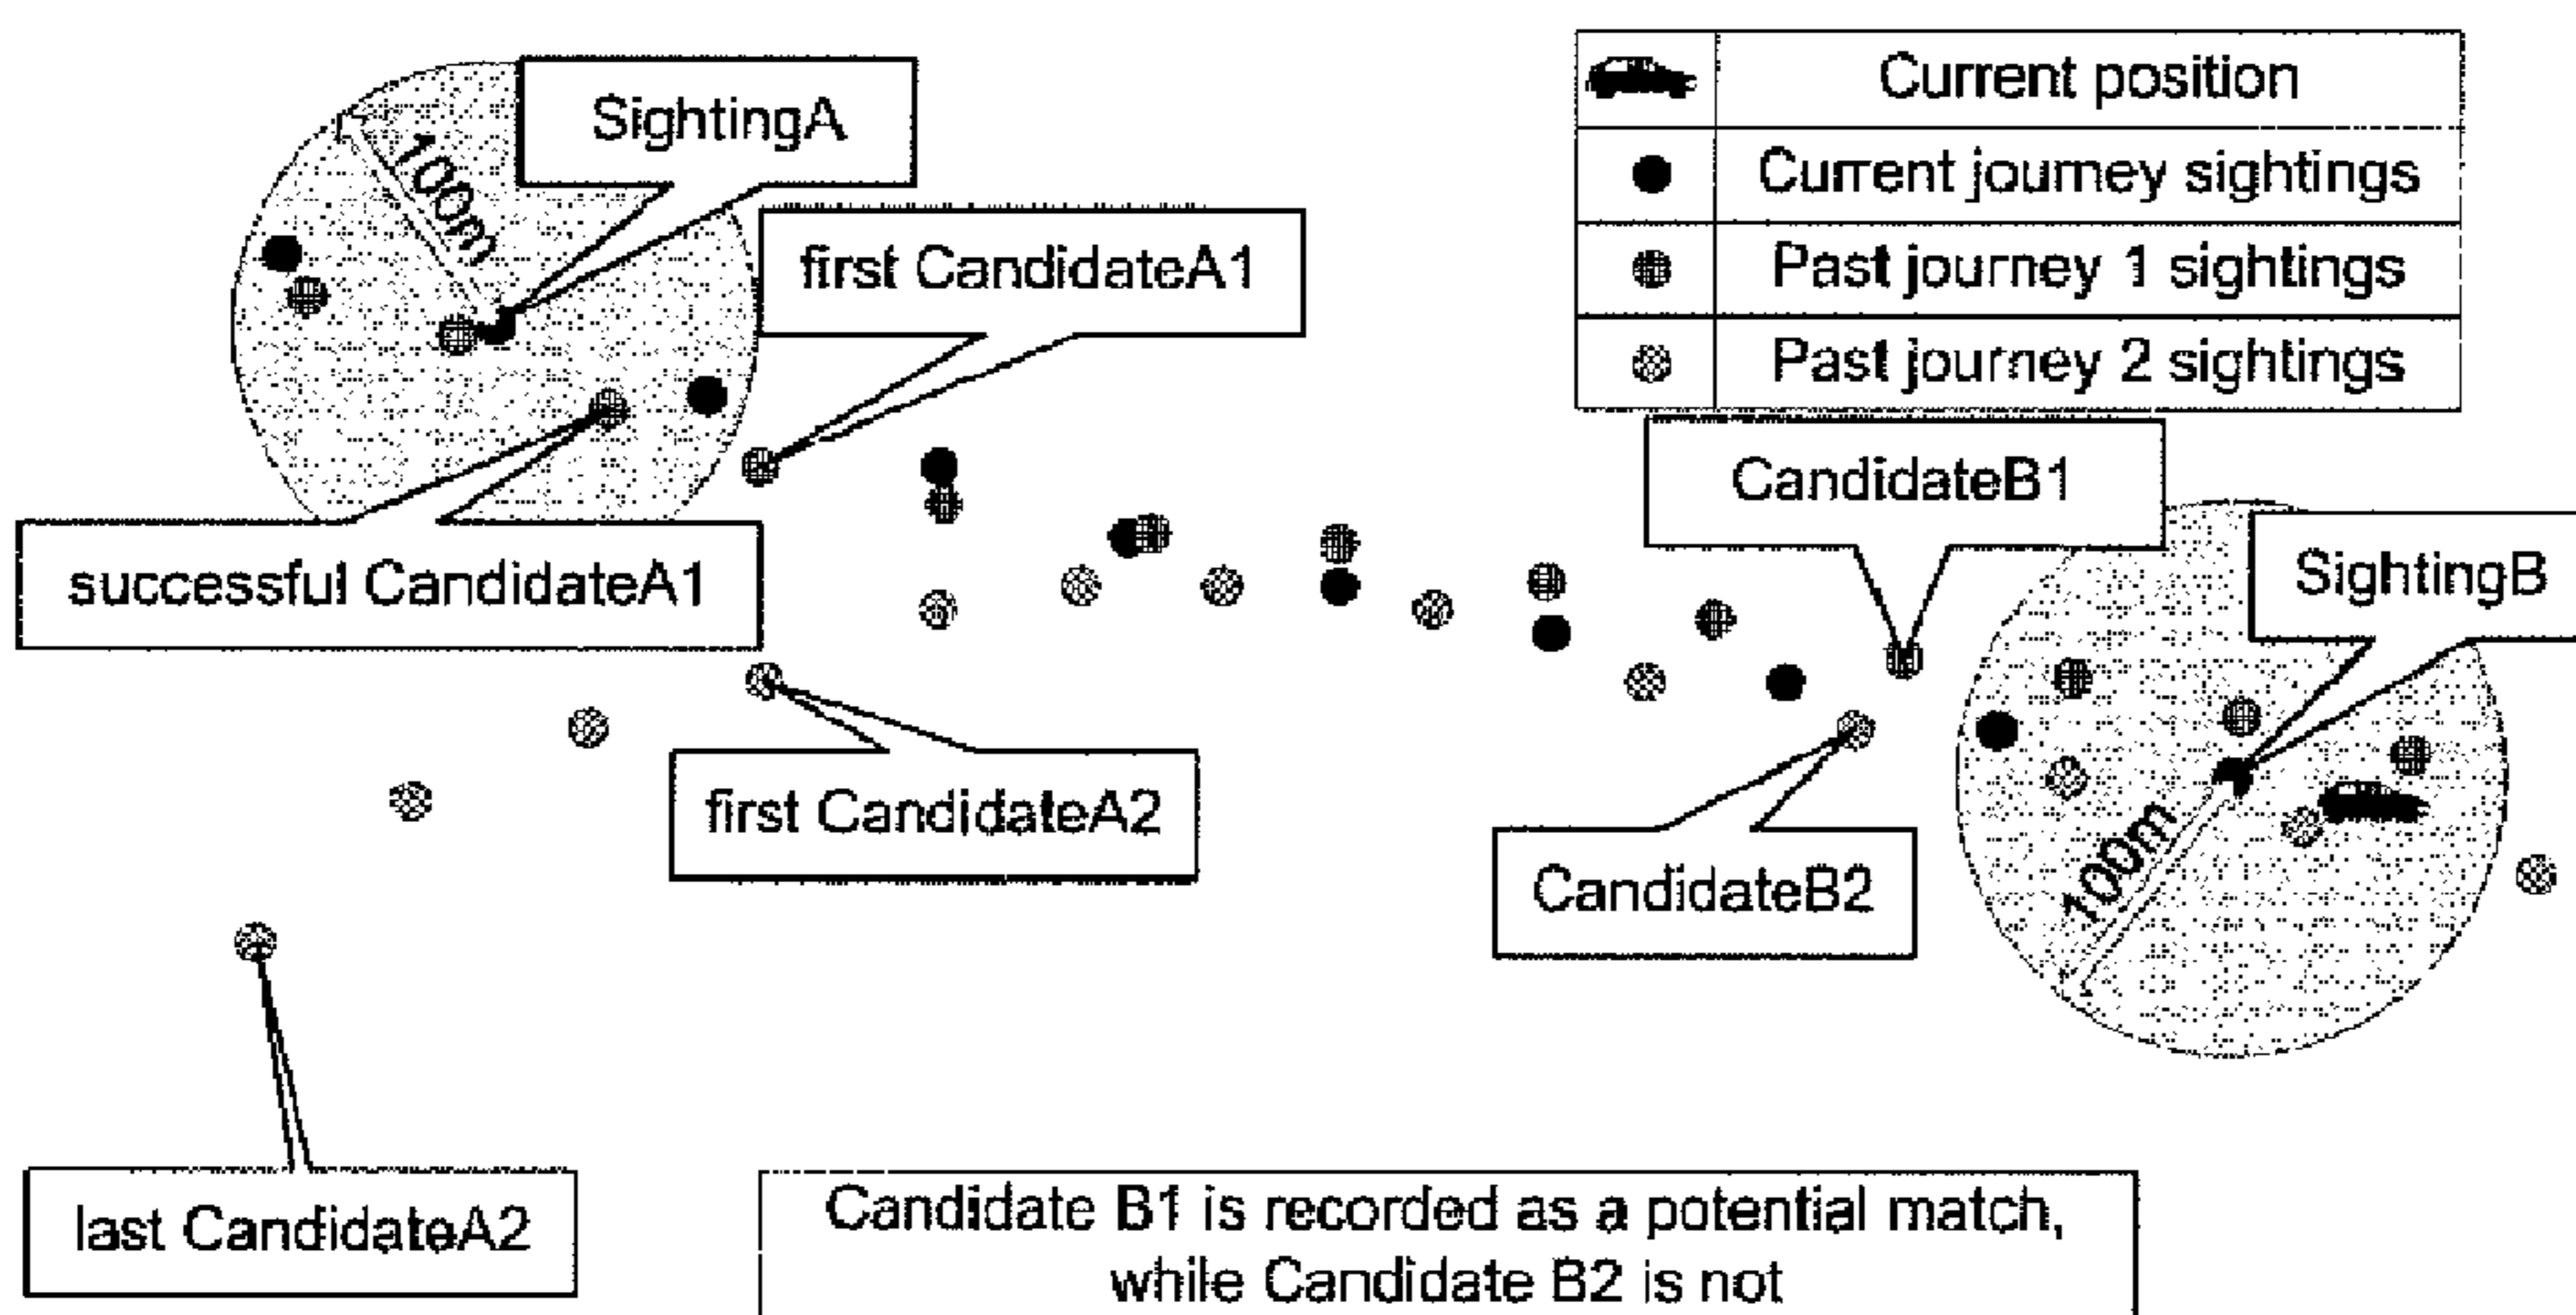 SightingA
Current position
100m
Current journey sightings
first CandidateA1
Past journey 1 sightings
Past journey 2 sightings
CandidateB1
successful CandidateA1
SightingB
first CandidateA2
CandidateB2
100m
last CandidateA2
Candidate B1 is recorded as a potential match,
while Candidate B2 is not